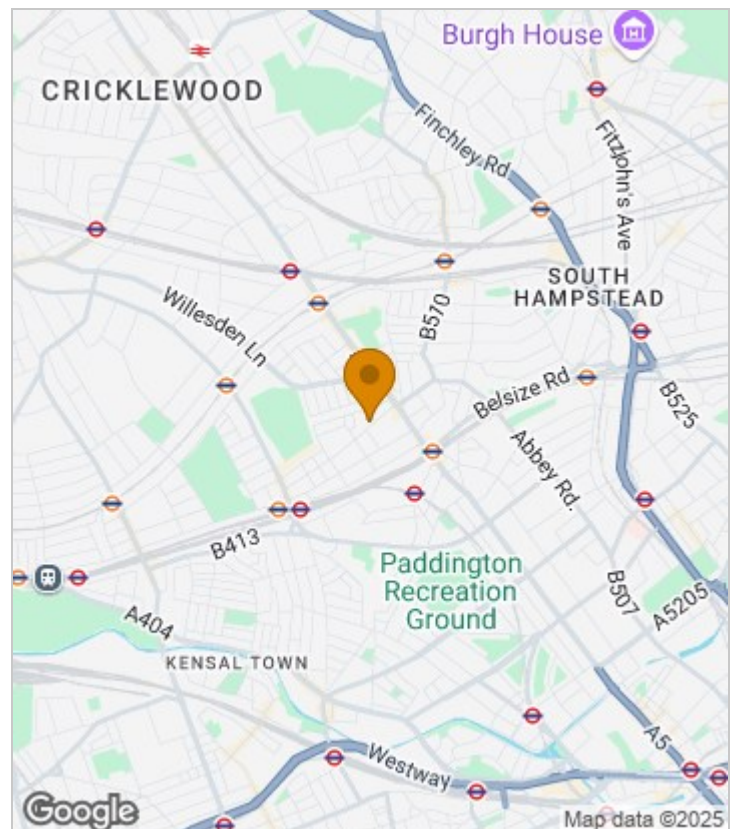 Burgh House
CRICKLEWOOD
Finchley Rd
Fitzjohn's Ave
SOUTH
HAMPSTEAD
Willesden Ln
B570
Belsize Rd
B525
Abbey Rd.
B413
Paddington
Recreation
Ground
B507
A5205
A404
KENSAL TOWN
A5
Westway
Google
Map data ©2025